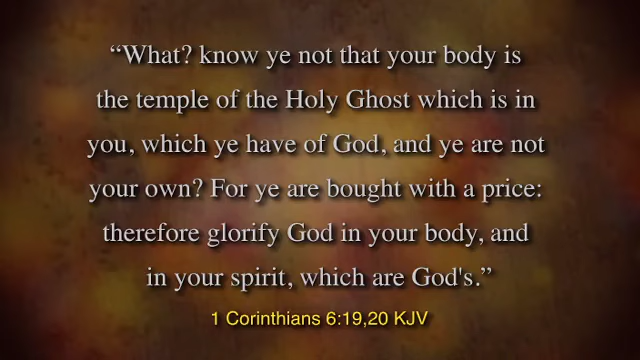 “What? know ye not that your body is
the temple of the Holy Ghost which is in
you, which ye have of God, and ye are not
your own? For ye are bought with a price:
therefore glorify God in your body, and
in your spirit, which are God's.”
1 Corinthians 6:19,20 KJV